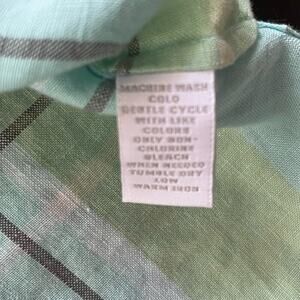 MACHINE WASH
COLD
GENTLE CYCLE
WITH LIKE
COLORS
ONLY NON-
CHLORINE
BLEACH
WHEN NEEDED
TUMBLE DRY
LOW
WARM IRON